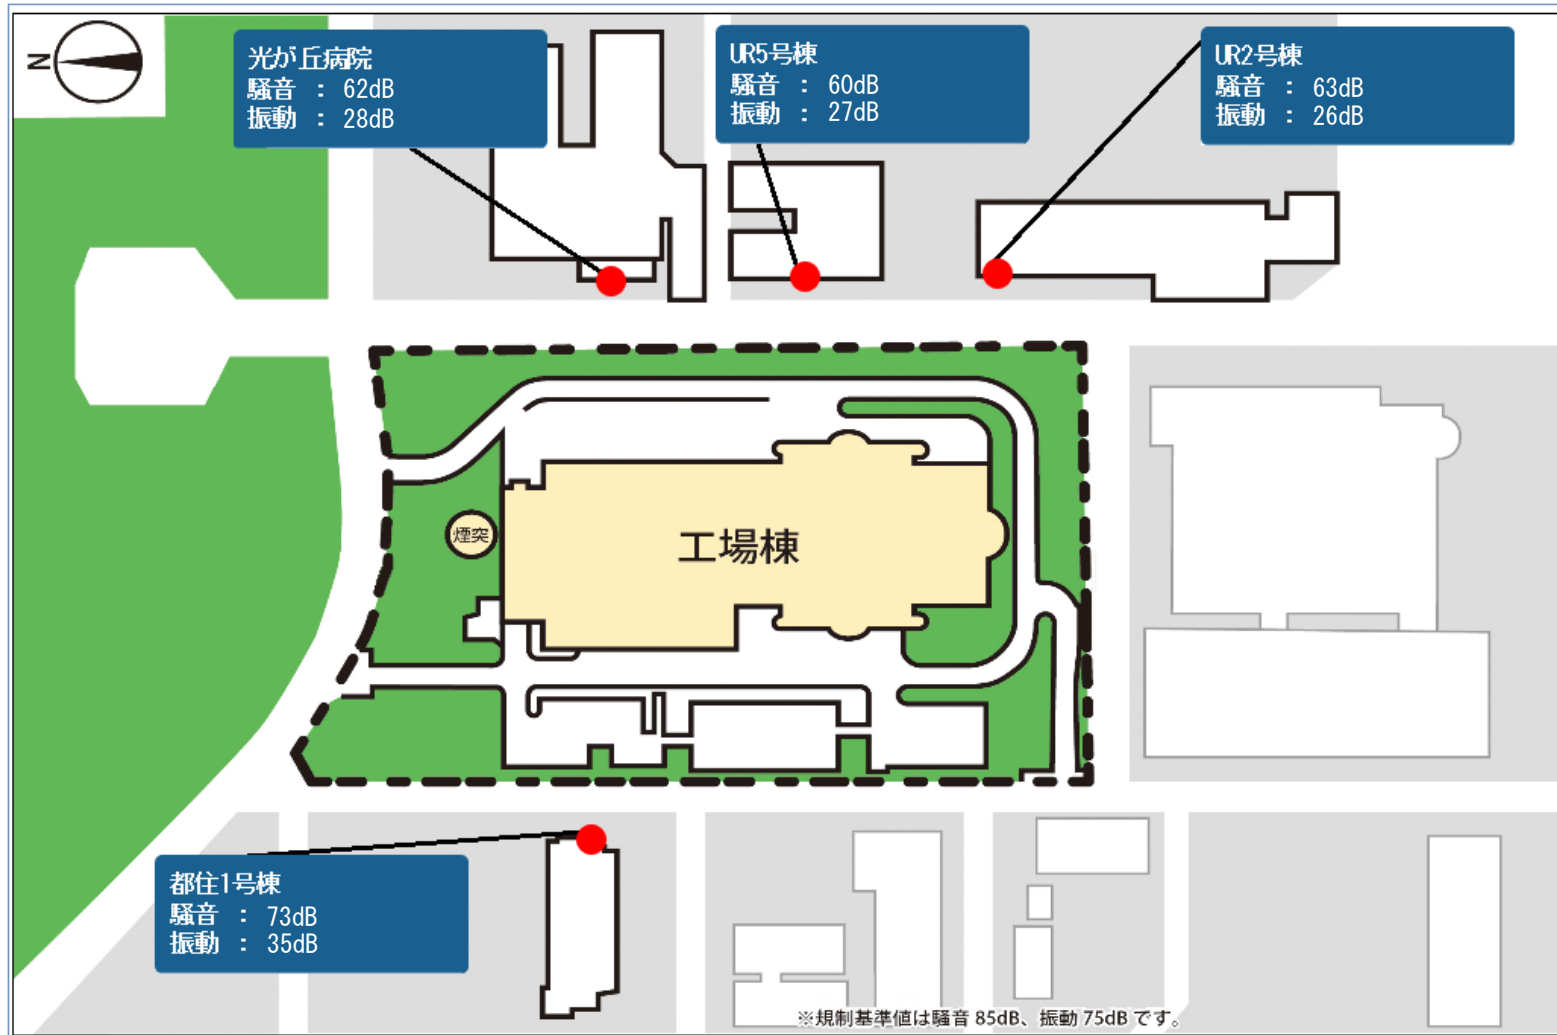 N
光が丘病院
騒音 : 62dB
振動 : 28dB
UR5号棟
騒音 : 60dB
振動 : 27dB
UR2号棟
騒音 : 63dB
振動 : 26dB
煙突
工場棟
都住1号棟
騒音 : 73dB
振動 : 35dB
※規制基準値は騒音 85dB、振動 75dB です。